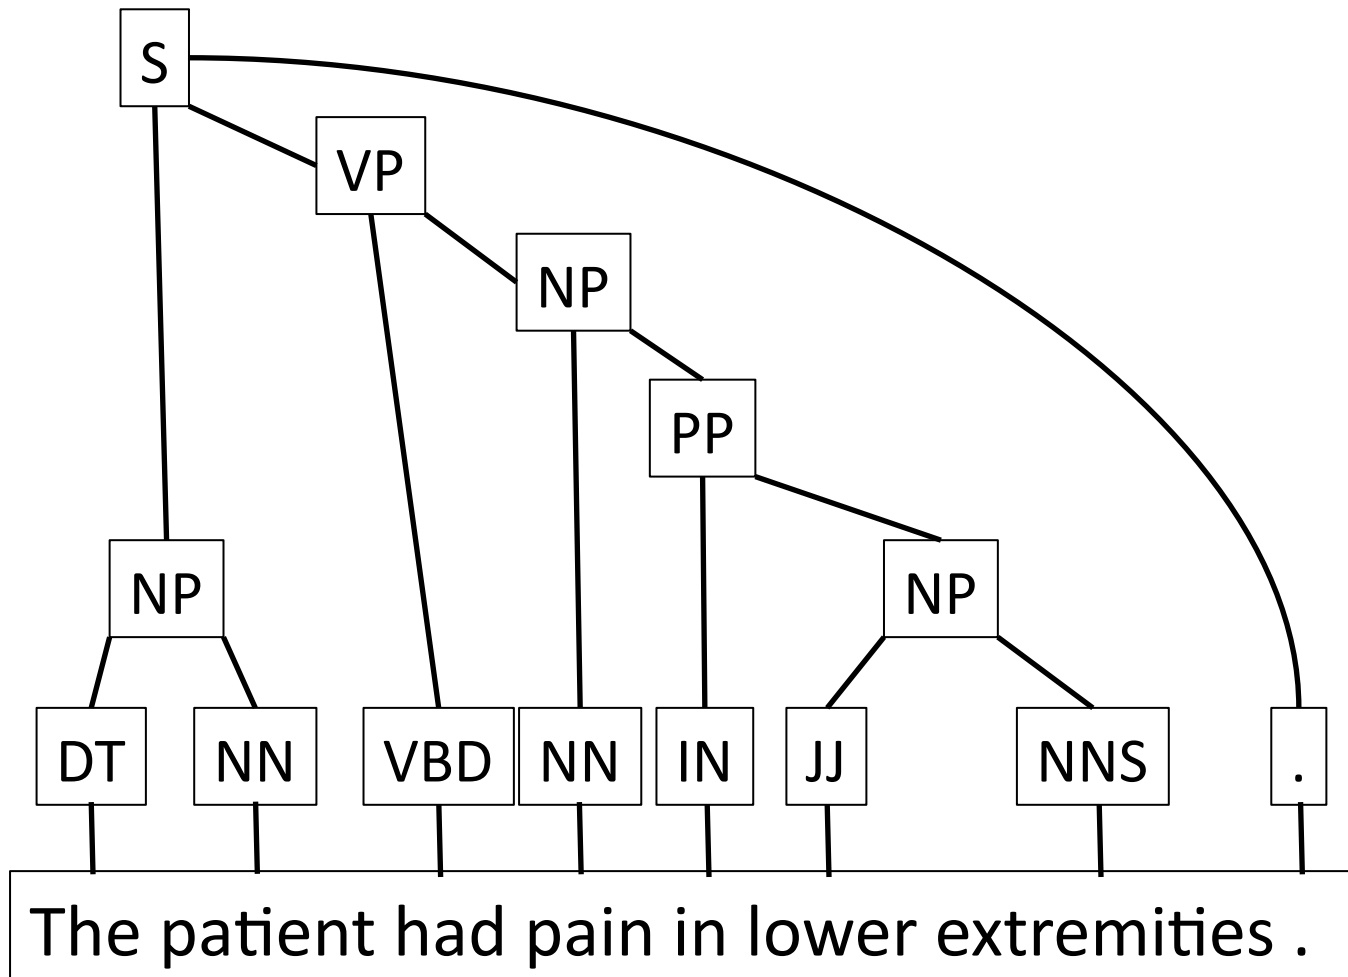 S
VP
NP
PP
NP NP
DT NN VBD NN IN JJ NNS .
The patient had pain in lower extremities .